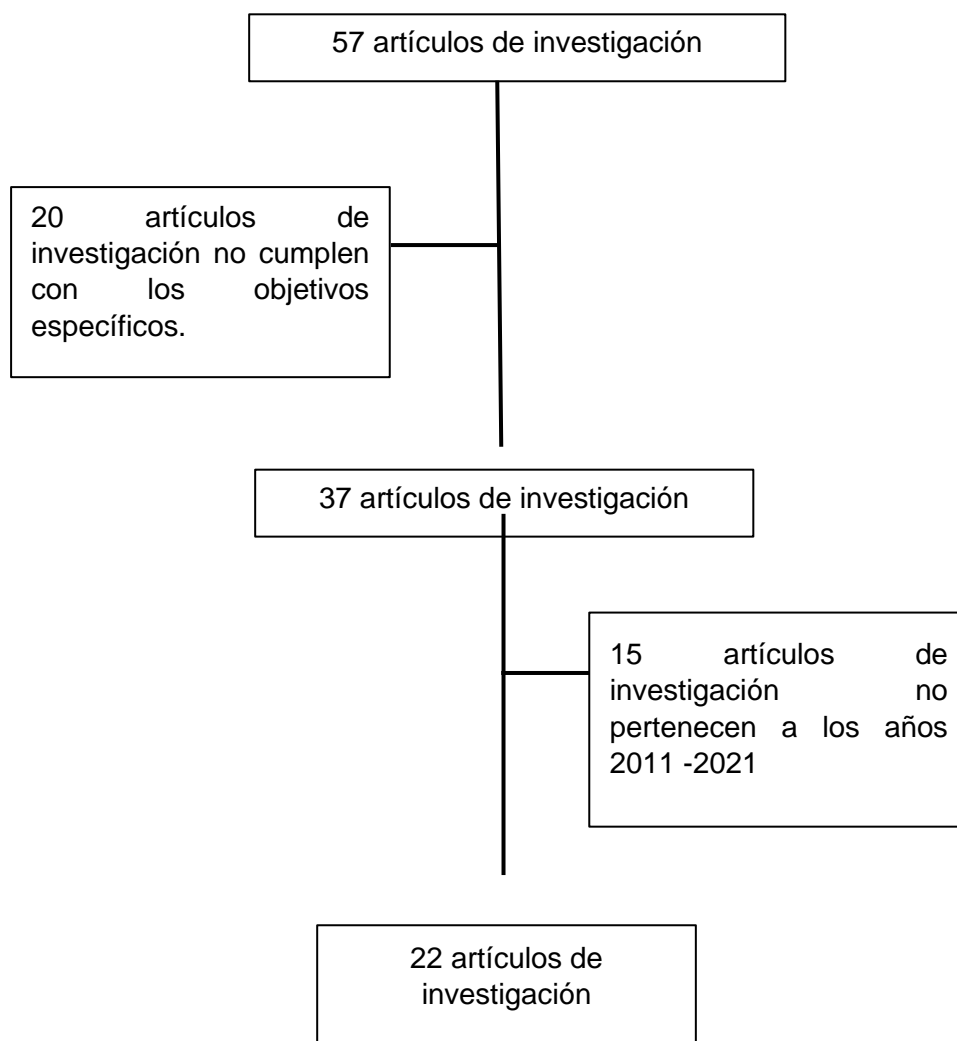 57 artículos de investigación
20 artículos de
investigación no cumplen
con los objetivos
específicos.
37 artículos de investigación
15 artículos de
investigación no
pertenecen a los años
2011 -2021
22 artículos de
investigación